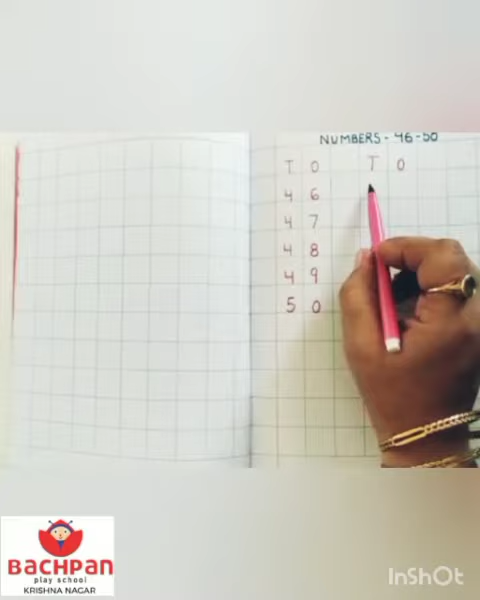 NUMBERS - 46-50
T O T O
4 6
4 7
4 8
4 9
5 0
BACHPAN
play school
KRISHNA NAGAR
InShOt